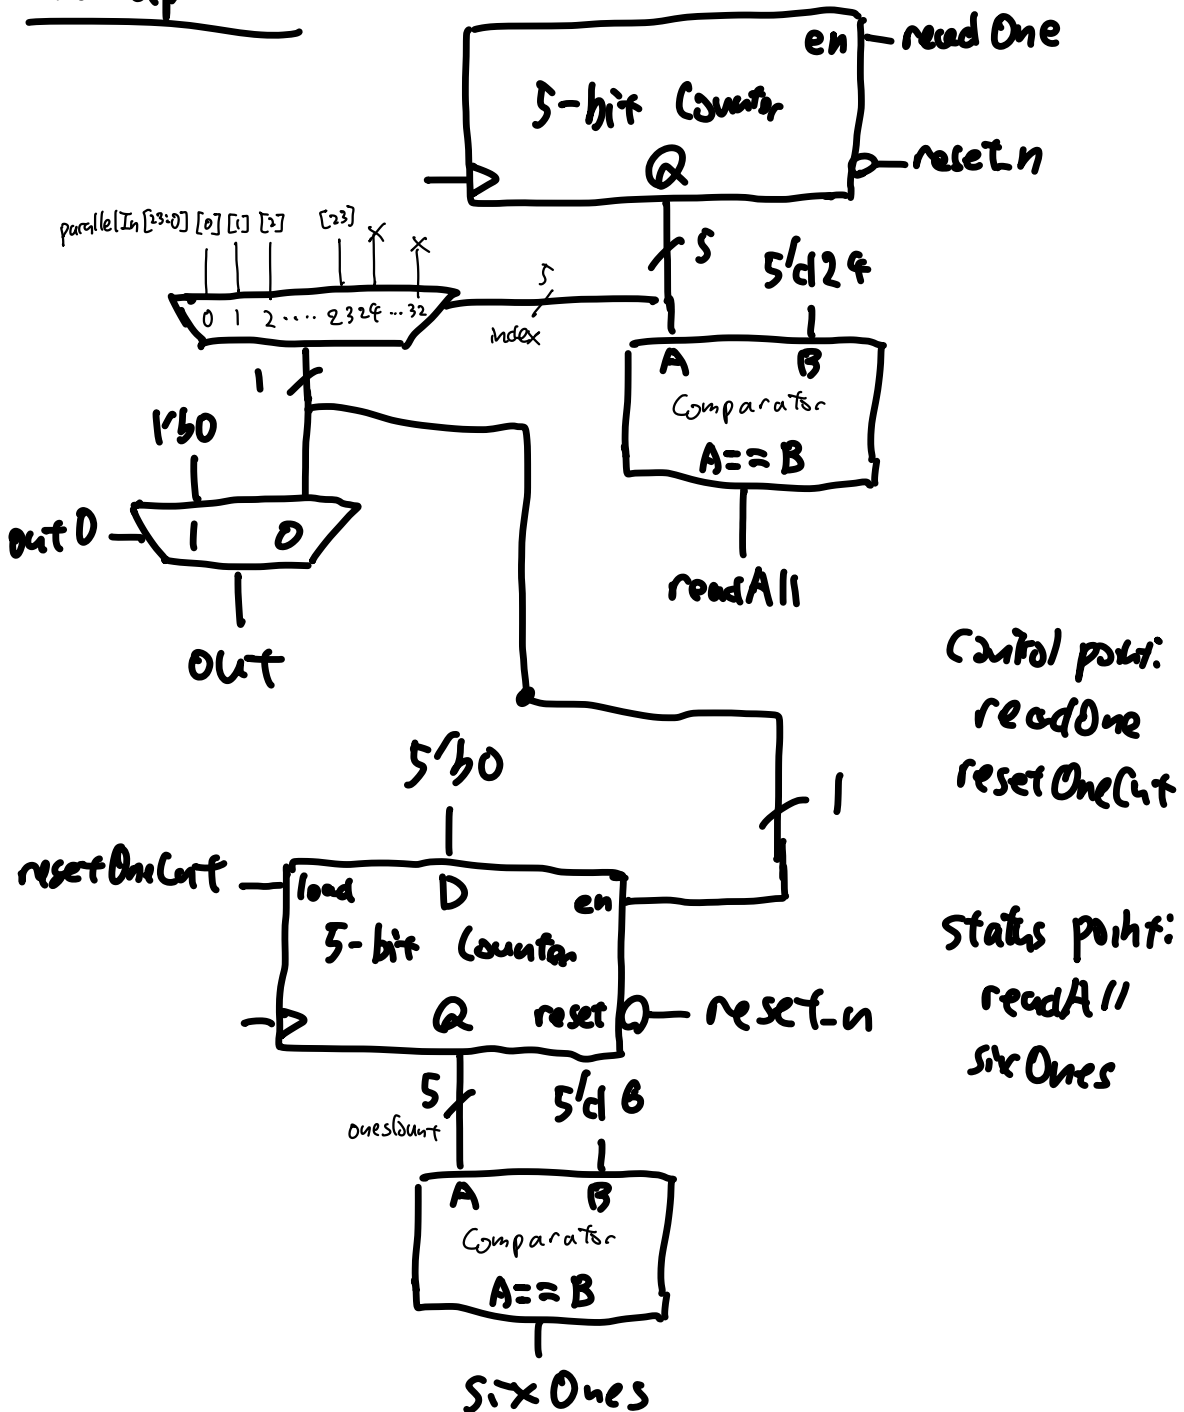 en
readOne
5-bit Counter
Q
reset_n
parallelIn[23:0] [0] [1] [2] [23] x x
5
5'd24
0 1 2 ···· 23 24 ··· 32
5
index
A B
Comparator
A==B
1
1'b0
out0
1 0
readAll
out
Control point:
readOne
resetOneCnt
5'b0
1
resetOneCnt
load D en
5-bit Counter
Q reset
reset_n
Status point:
readAll
sixOnes
5
5'd6
onesCount
A B
Comparator
A==B
sixOnes